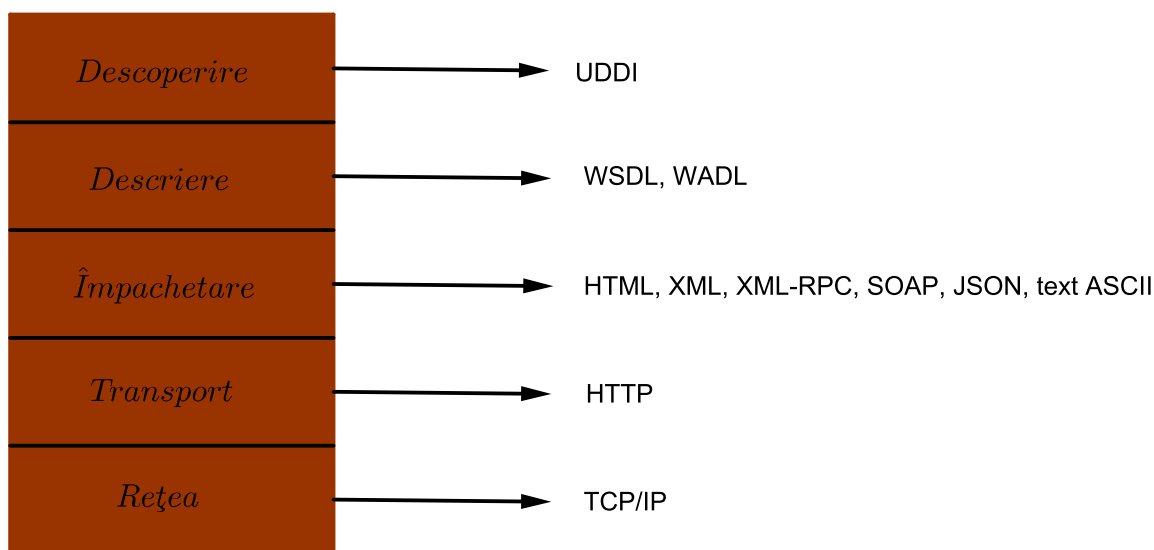 Descoperire
UDDI
Descriere
WSDL, WADL
Împachetare
HTML, XML, XML-RPC, SOAP, JSON, text ASCII
Transport
HTTP
Reţea
TCP/IP